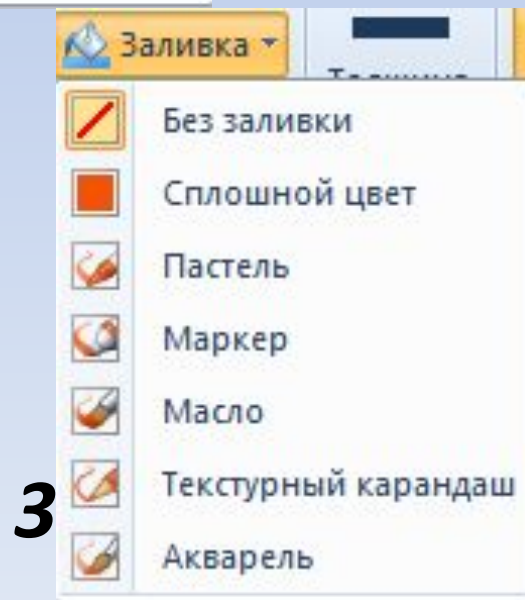 Заливка
Без заливки
Сплошной цвет
Пастель
Маркер
Масло
3
Текстурный карандаш
Акварель